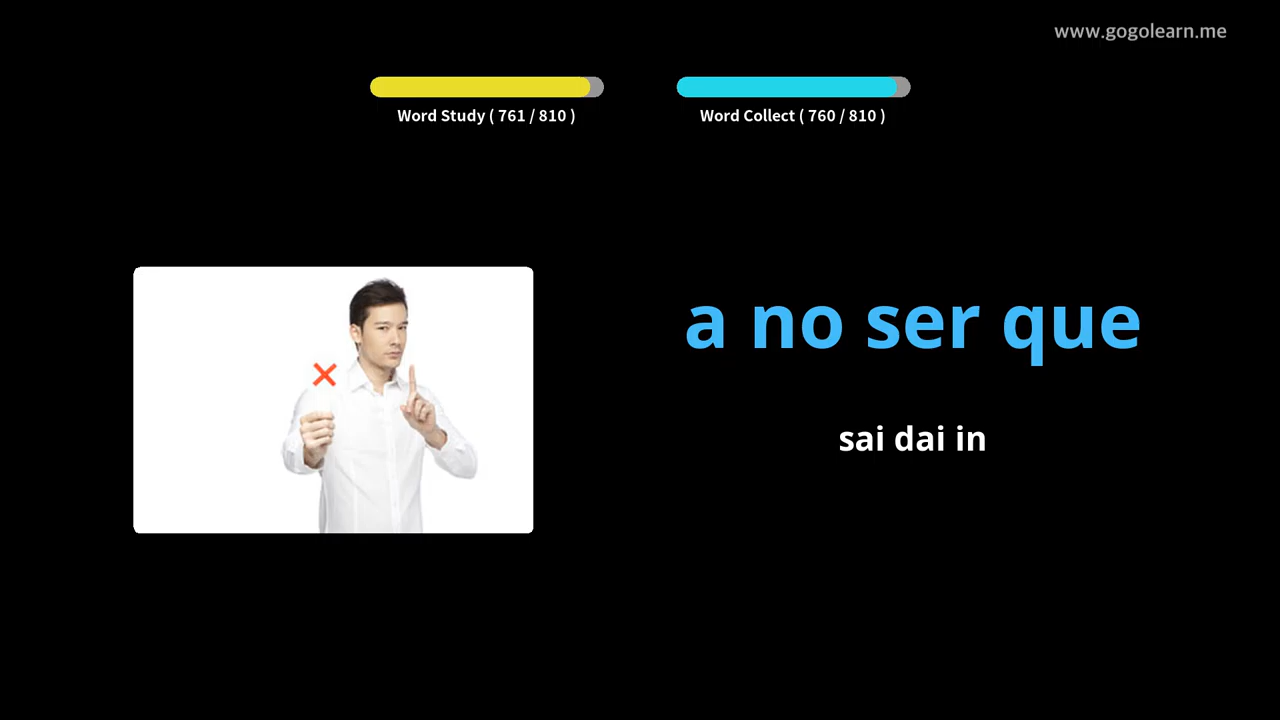 www.gogolearn.me
Word Study ( 761 / 810 )
Word Collect ( 760 / 810 )
a no ser que
sai dai in